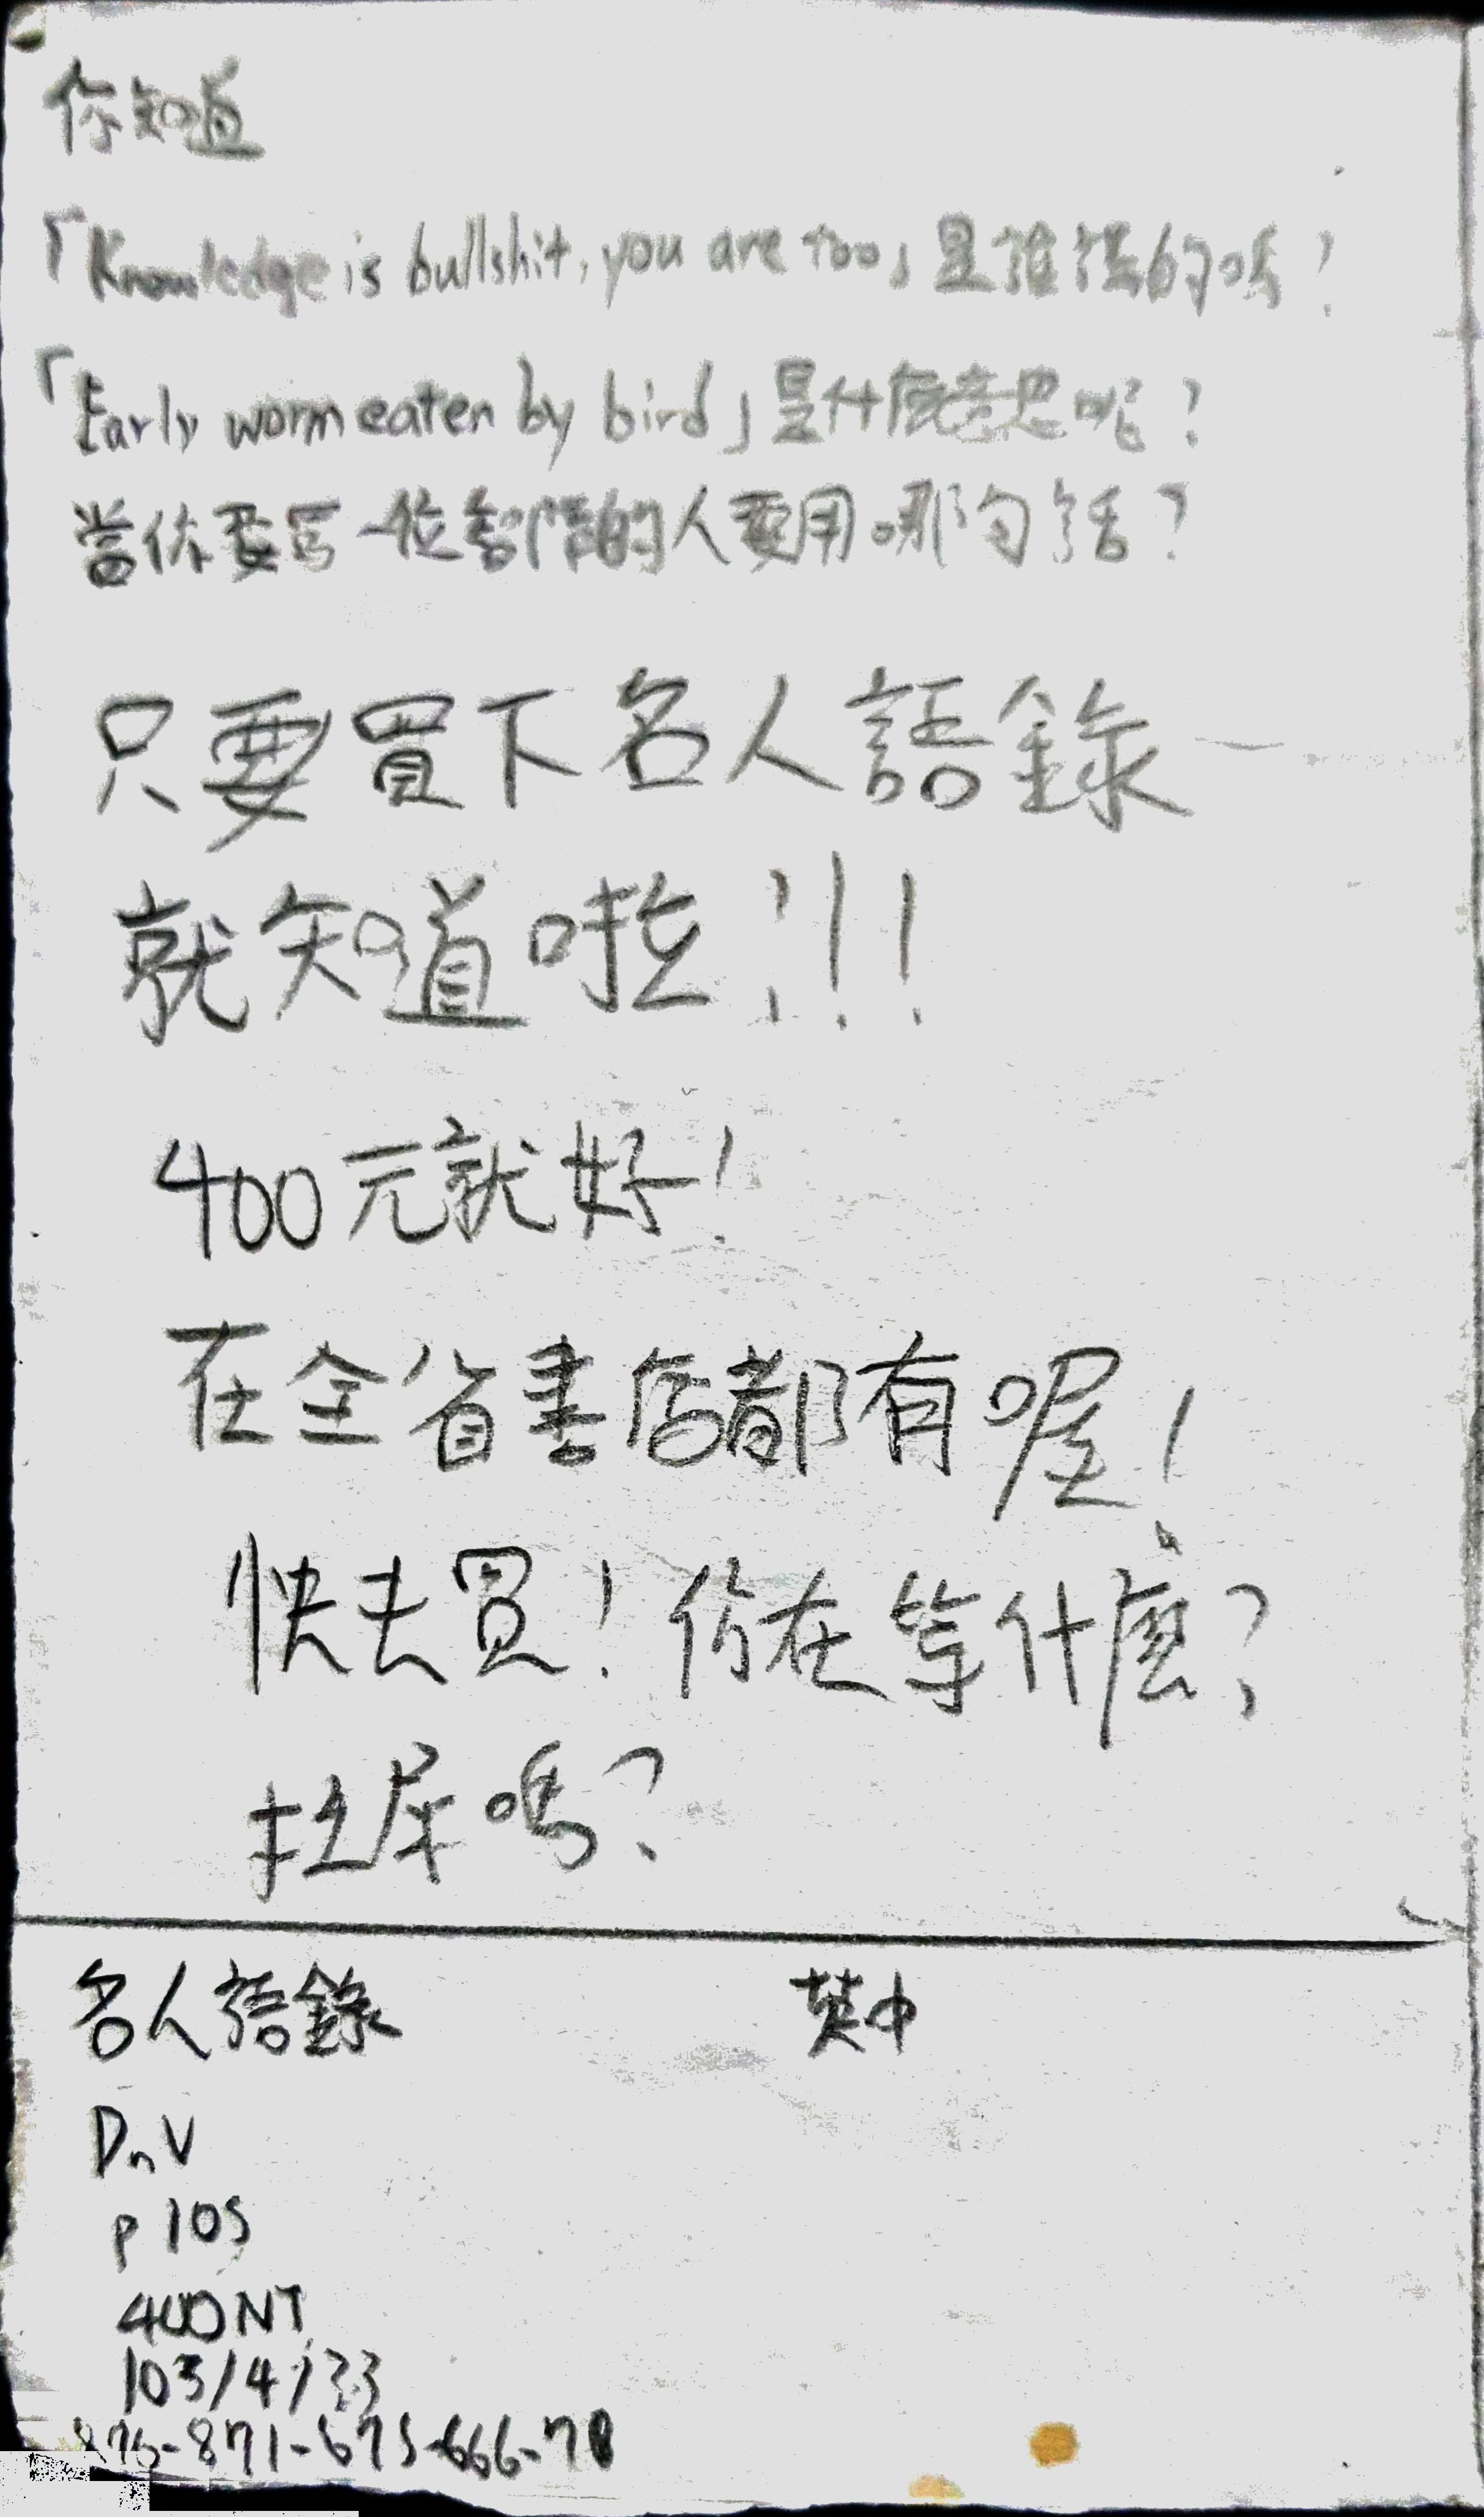 你知道
「Knowledge is bullshit, you are too」是誰講的嗎？
「Early worm eaten by bird」是什麼意思呢？
當你要罵一位智障的人要用哪句話？
只要買下名人語錄
就知道啦！！！
400元就好！
在全省書店都有喔！
快去買！你在等什麼？
拉屎嗎？
名人語錄 英中
DnV
p 105
400NT
103/4/
-871-675-666-78